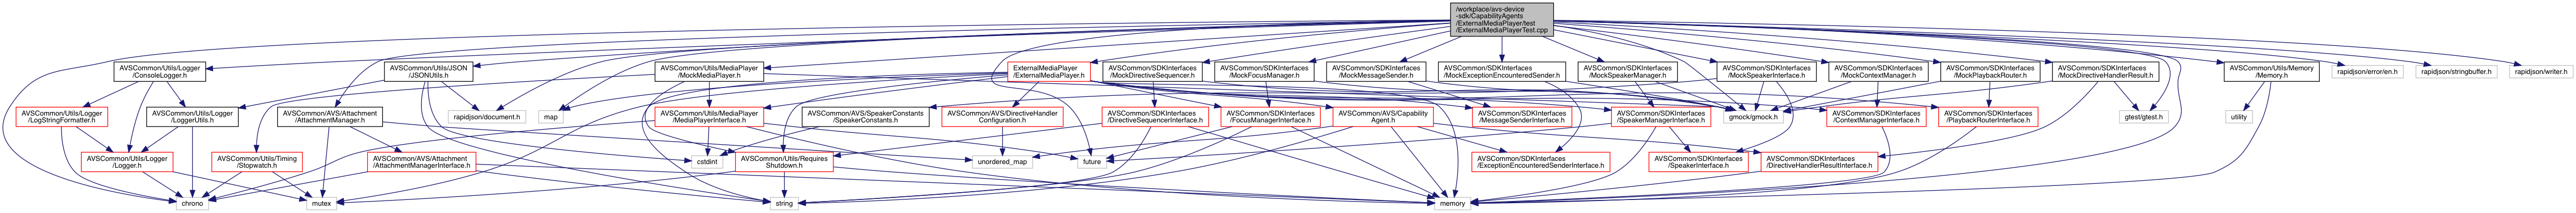 /workplace/avs-device
-sdk/CapabilityAgents
/ExternalMediaPlayer/test
/ExternalMediaPlayerTest.cpp
AVSCommon/Utils/Logger
/ConsoleLogger.h
AVSCommon/Utils/JSON
/JSONUtils.h
AVSCommon/Utils/MediaPlayer
/MockMediaPlayer.h
ExternalMediaPlayer
/ExternalMediaPlayer.h
AVSCommon/SDKInterfaces
/MockDirectiveSequencer.h
AVSCommon/SDKInterfaces
/MockFocusManager.h
AVSCommon/SDKInterfaces
/MockMessageSender.h
AVSCommon/SDKInterfaces
/MockExceptionEncounteredSender.h
AVSCommon/SDKInterfaces
/MockSpeakerManager.h
AVSCommon/SDKInterfaces
/MockSpeakerInterface.h
AVSCommon/SDKInterfaces
/MockContextManager.h
AVSCommon/SDKInterfaces
/MockPlaybackRouter.h
AVSCommon/SDKInterfaces
/MockDirectiveHandlerResult.h
AVSCommon/Utils/Memory
/Memory.h
rapidjson/error/en.h
rapidjson/stringbuffer.h
rapidjson/writer.h
AVSCommon/Utils/Logger
/LogStringFormatter.h
AVSCommon/Utils/Logger
/LoggerUtils.h
AVSCommon/AVS/Attachment
/AttachmentManager.h
rapidjson/document.h
map
AVSCommon/Utils/MediaPlayer
/MediaPlayerInterface.h
AVSCommon/AVS/SpeakerConstants
/SpeakerConstants.h
AVSCommon/AVS/DirectiveHandler
Configuration.h
AVSCommon/SDKInterfaces
/DirectiveSequencerInterface.h
AVSCommon/SDKInterfaces
/FocusManagerInterface.h
AVSCommon/AVS/Capability
Agent.h
AVSCommon/SDKInterfaces
/MessageSenderInterface.h
AVSCommon/SDKInterfaces
/SpeakerManagerInterface.h
gmock/gmock.h
AVSCommon/SDKInterfaces
/ContextManagerInterface.h
AVSCommon/SDKInterfaces
/PlaybackRouterInterface.h
gtest/gtest.h
utility
AVSCommon/Utils/Logger
/Logger.h
AVSCommon/Utils/Timing
/Stopwatch.h
AVSCommon/AVS/Attachment
/AttachmentManagerInterface.h
cstdint
AVSCommon/Utils/Requires
Shutdown.h
unordered_map
future
AVSCommon/SDKInterfaces
/ExceptionEncounteredSenderInterface.h
AVSCommon/SDKInterfaces
/SpeakerInterface.h
AVSCommon/SDKInterfaces
/DirectiveHandlerResultInterface.h
chrono
mutex
string
memory